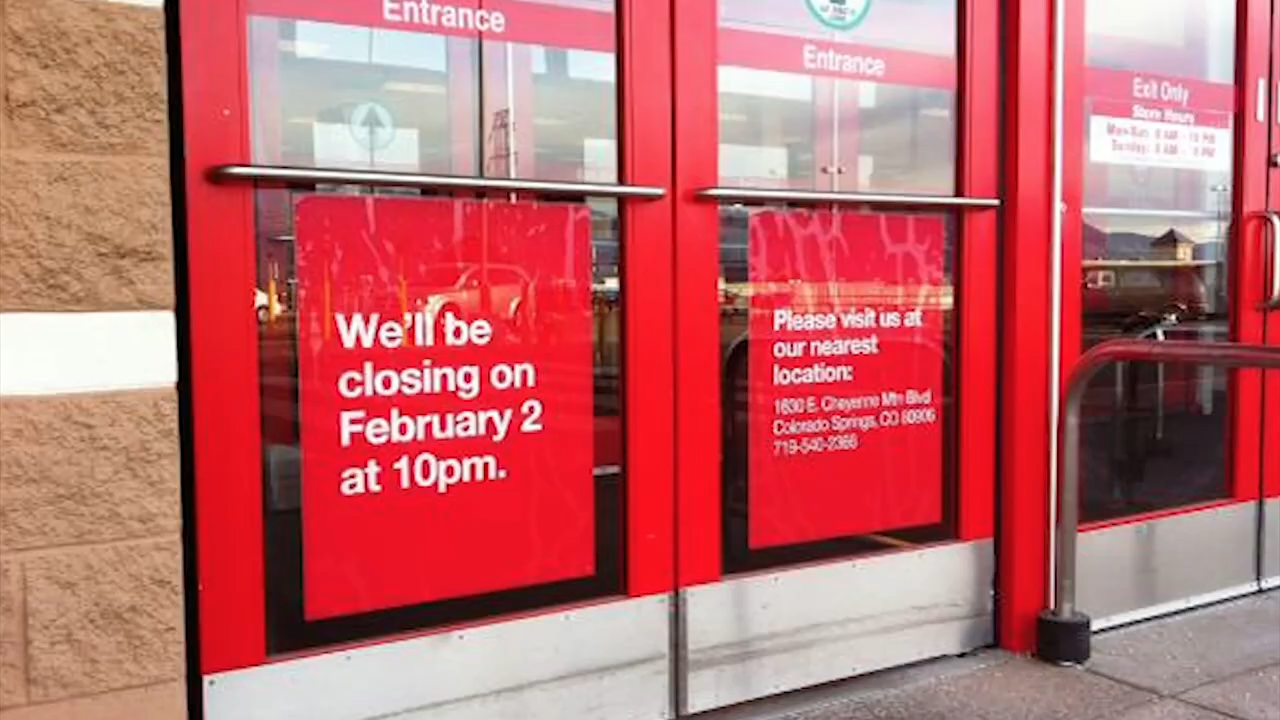 Entrance
We'll be
closing on
February 2
at 10pm.
Entrance
Please visit us at
our nearest
location:
1630 E. Cheyenne Mtn Blvd
Colorado Springs, CO 80906
719-540-2366
Exit Only
Store Hours